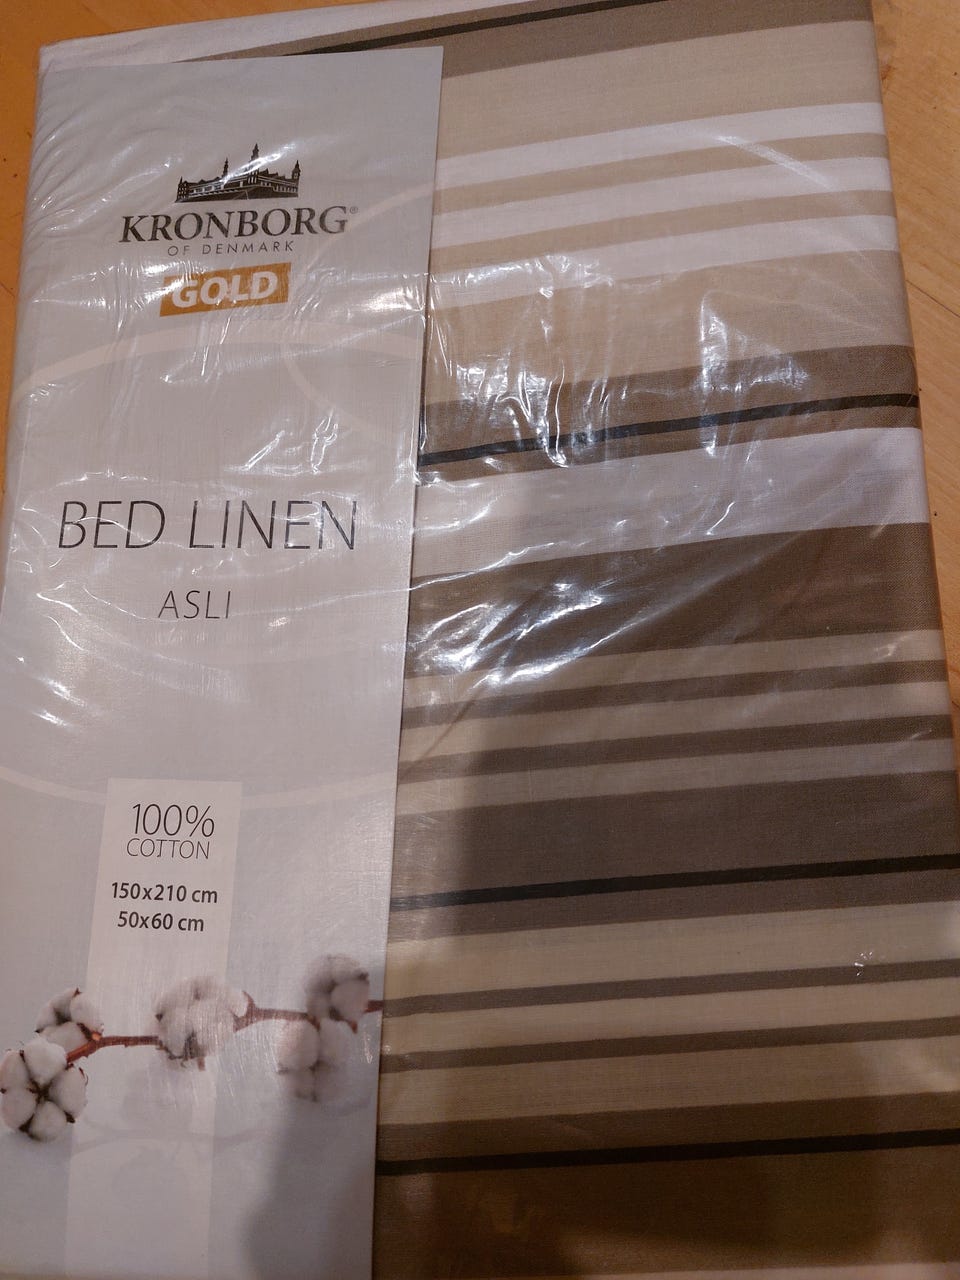 KRONBORG®
OF DENMARK
GOLD
BED LINEN
ASLI
100%
COTTON
150x210 cm
50x60 cm